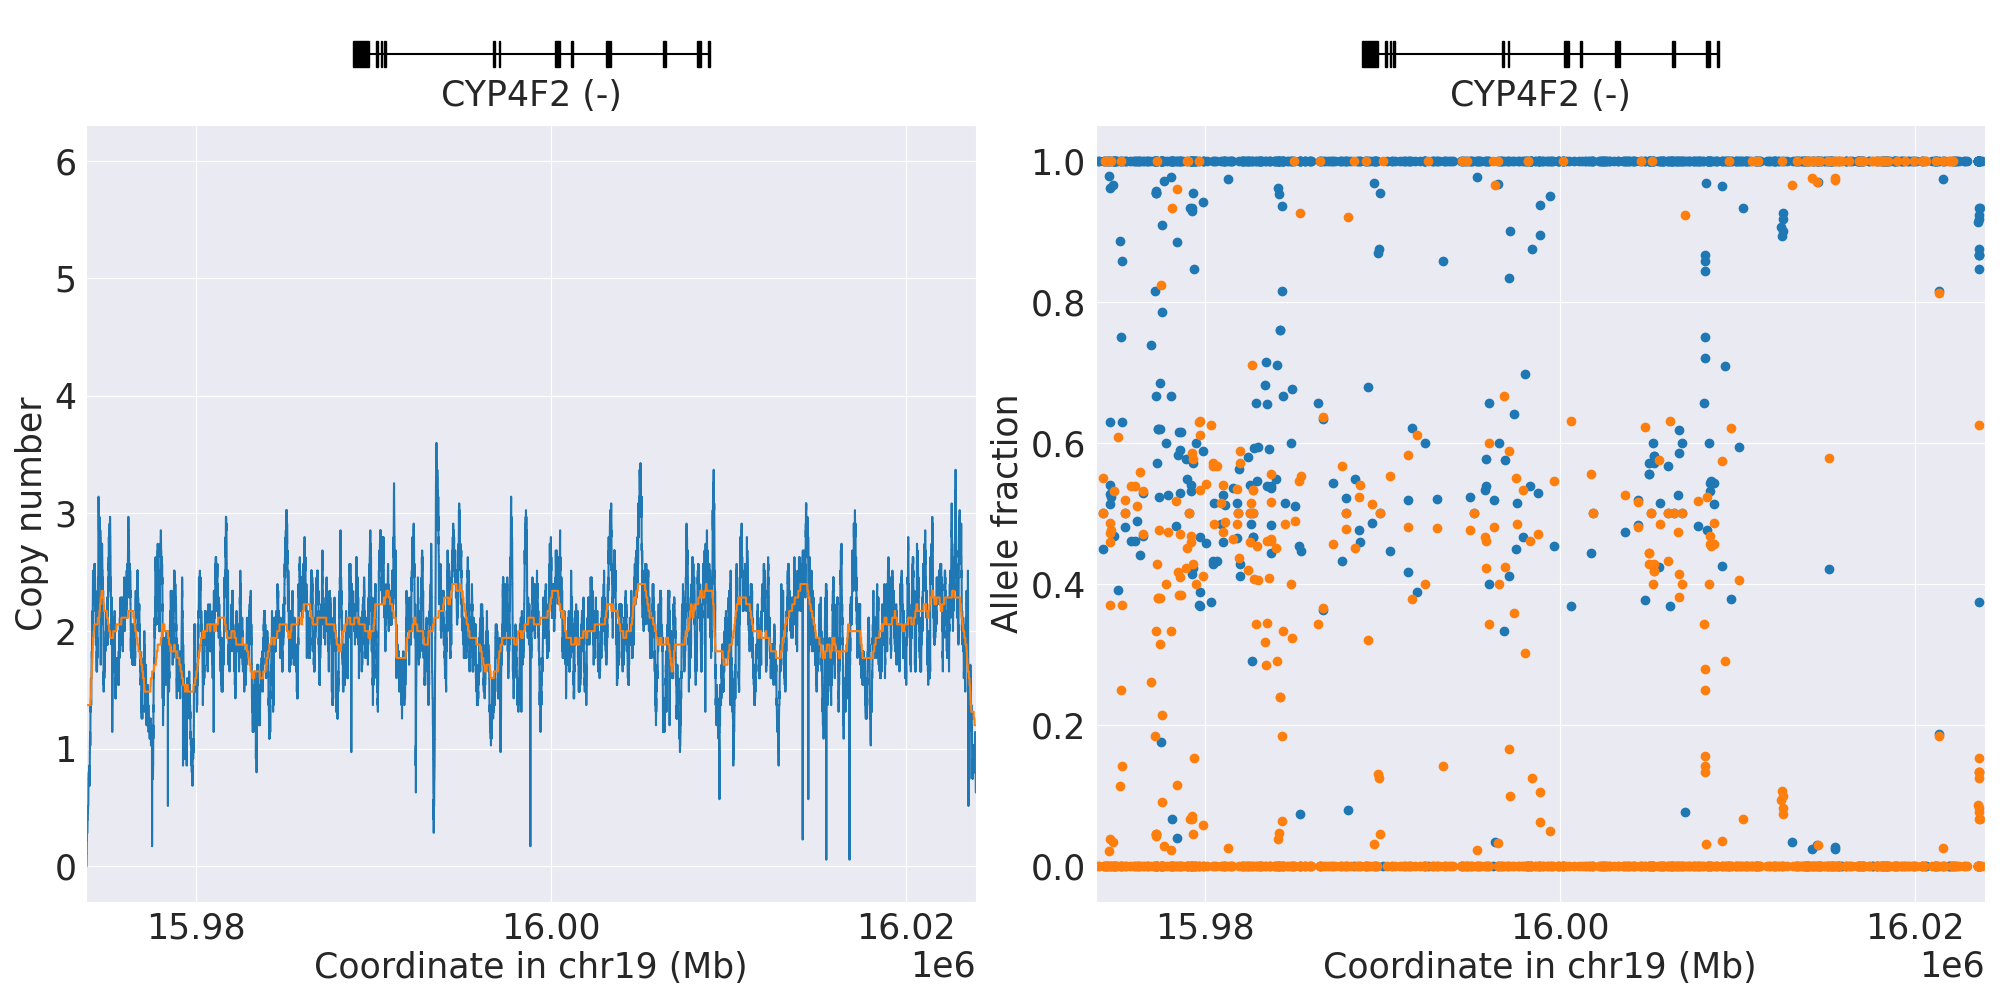 CYP4F2 (-)
6
5
4
3
2
1
0
Copy number
15.98
16.00
16.02
Coordinate in chr19 (Mb)
1e6
CYP4F2 (-)
1.0
0.8
0.6
0.4
0.2
0.0
Allele fraction
15.98
16.00
16.02
Coordinate in chr19 (Mb)
1e6